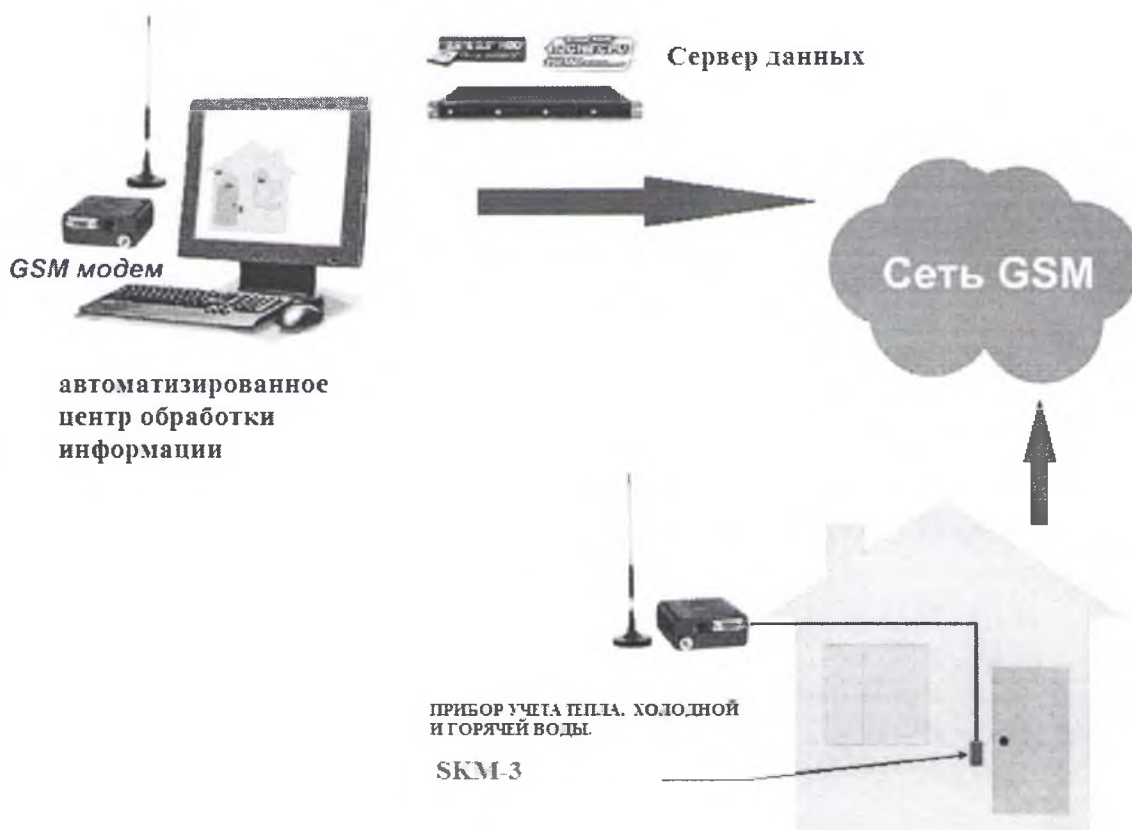 Сервер данных
GSM модем
Сеть GSM
автоматизированное
центр обработки
информации
ПРИБОР УЧЕТА ТЕПЛА. ХОЛОДНОЙ
И ГОРЯЧЕЙ ВОДЫ.
SKM-3